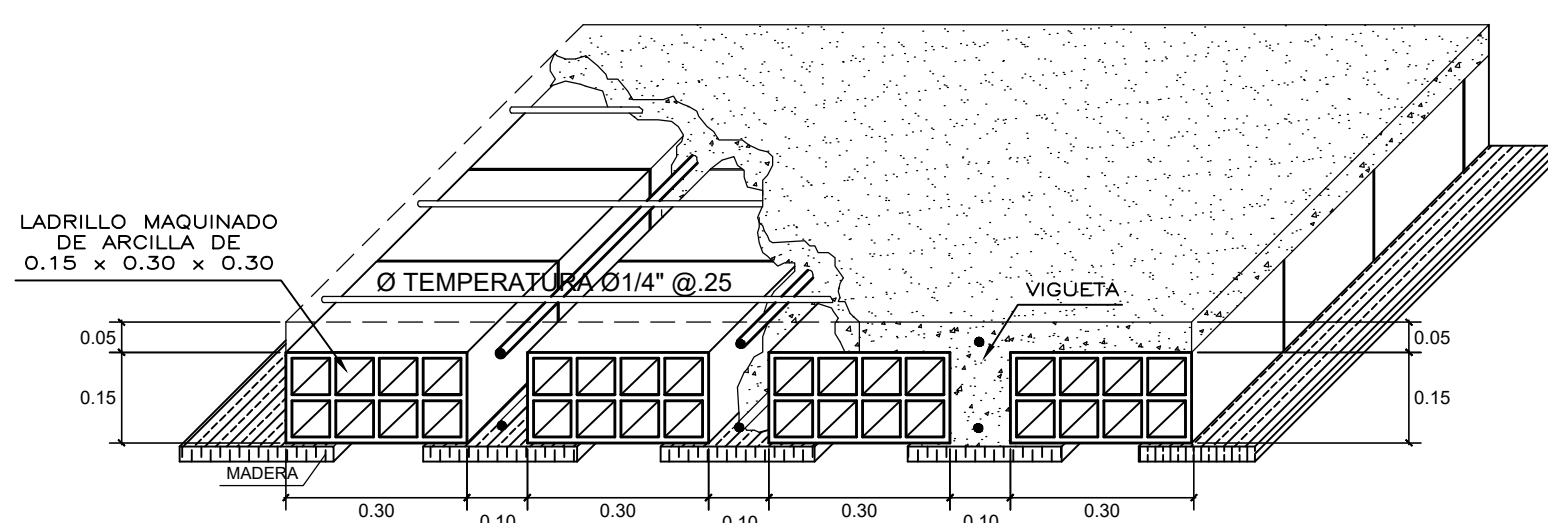 LADRILLO MAQUINADO
DE ARCILLA DE
0.15 x 0.30 x 0.30
Ø TEMPERATURA Ø1/4" @.25
VIGUETA
0.05
0.15
0.05
0.15
MADERA
0.30
0.10
0.30
0.10
0.30
0.10
0.30